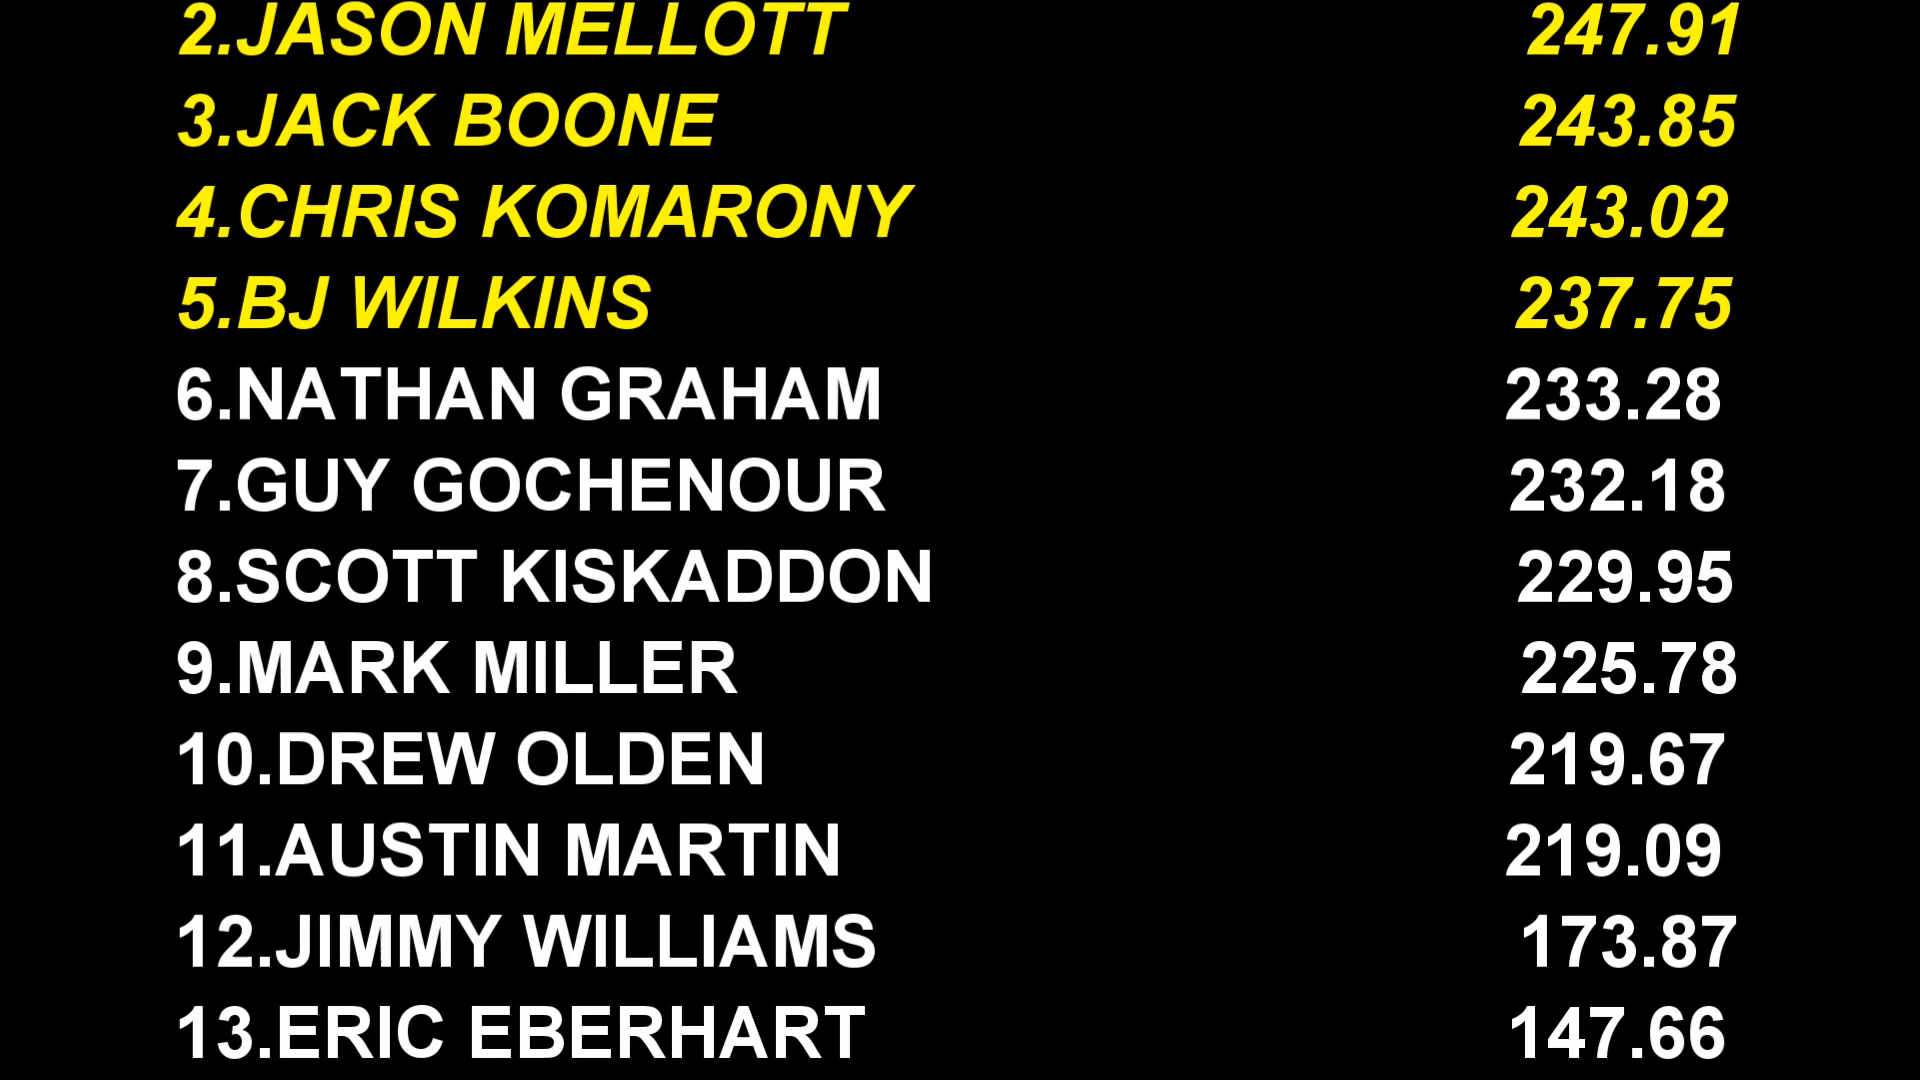 2.JASON MELLOTT 247.91
3.JACK BOONE 243.85
4.CHRIS KOMARONY 243.02
5.BJ WILKINS 237.75
6.NATHAN GRAHAM 233.28
7.GUY GOCHENOUR 232.18
8.SCOTT KISKADDON 229.95
9.MARK MILLER 225.78
10.DREW OLDEN 219.67
11.AUSTIN MARTIN 219.09
12.JIMMY WILLIAMS 173.87
13.ERIC EBERHART 147.66